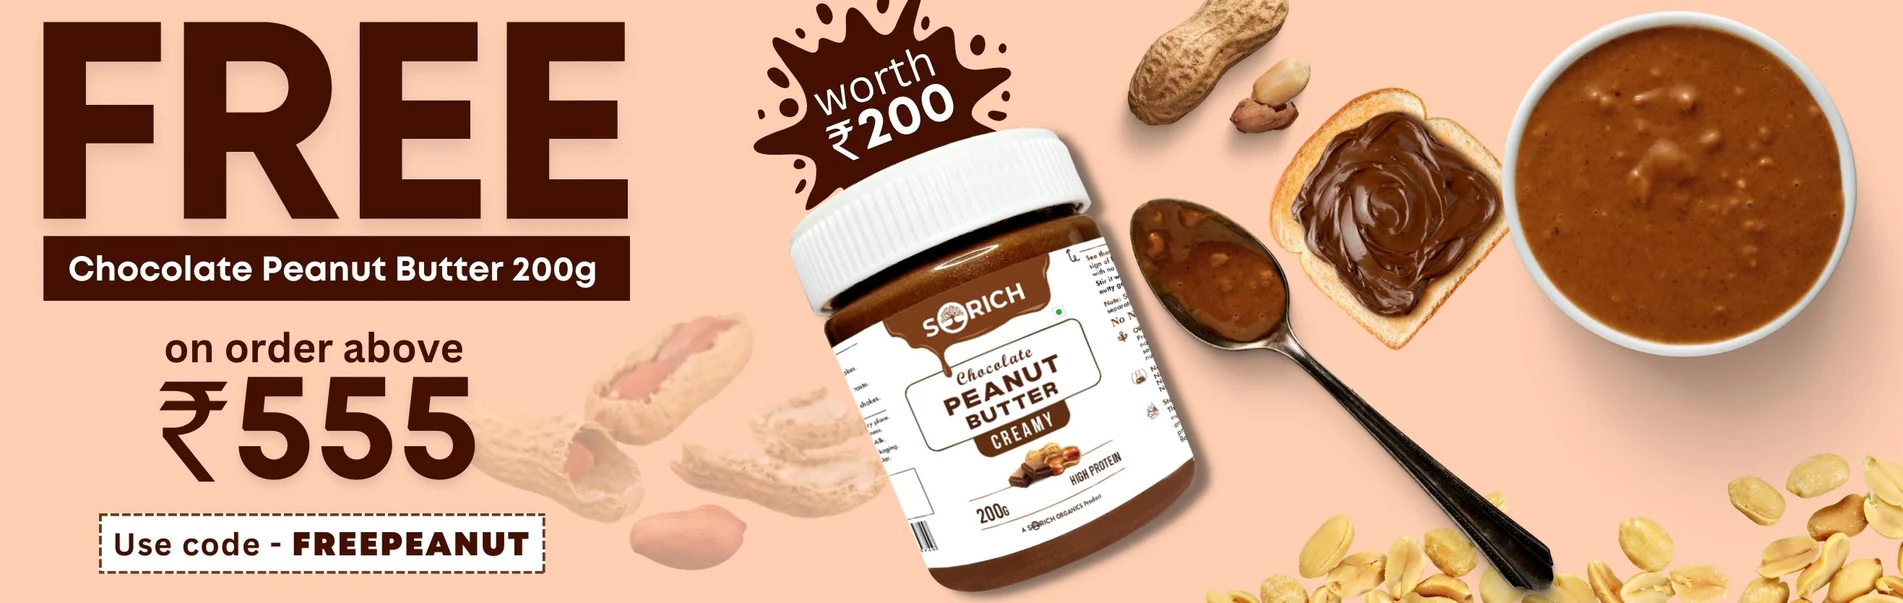 FREE
Chocolate Peanut Butter 200g
on order above
₹555
Use code - FREEPEANUT
worth
₹200
SORICH
Chocolate
PEANUT
BUTTER
CREAMY
HIGH PROTEIN
200g
A SORICH ORGANICS Product